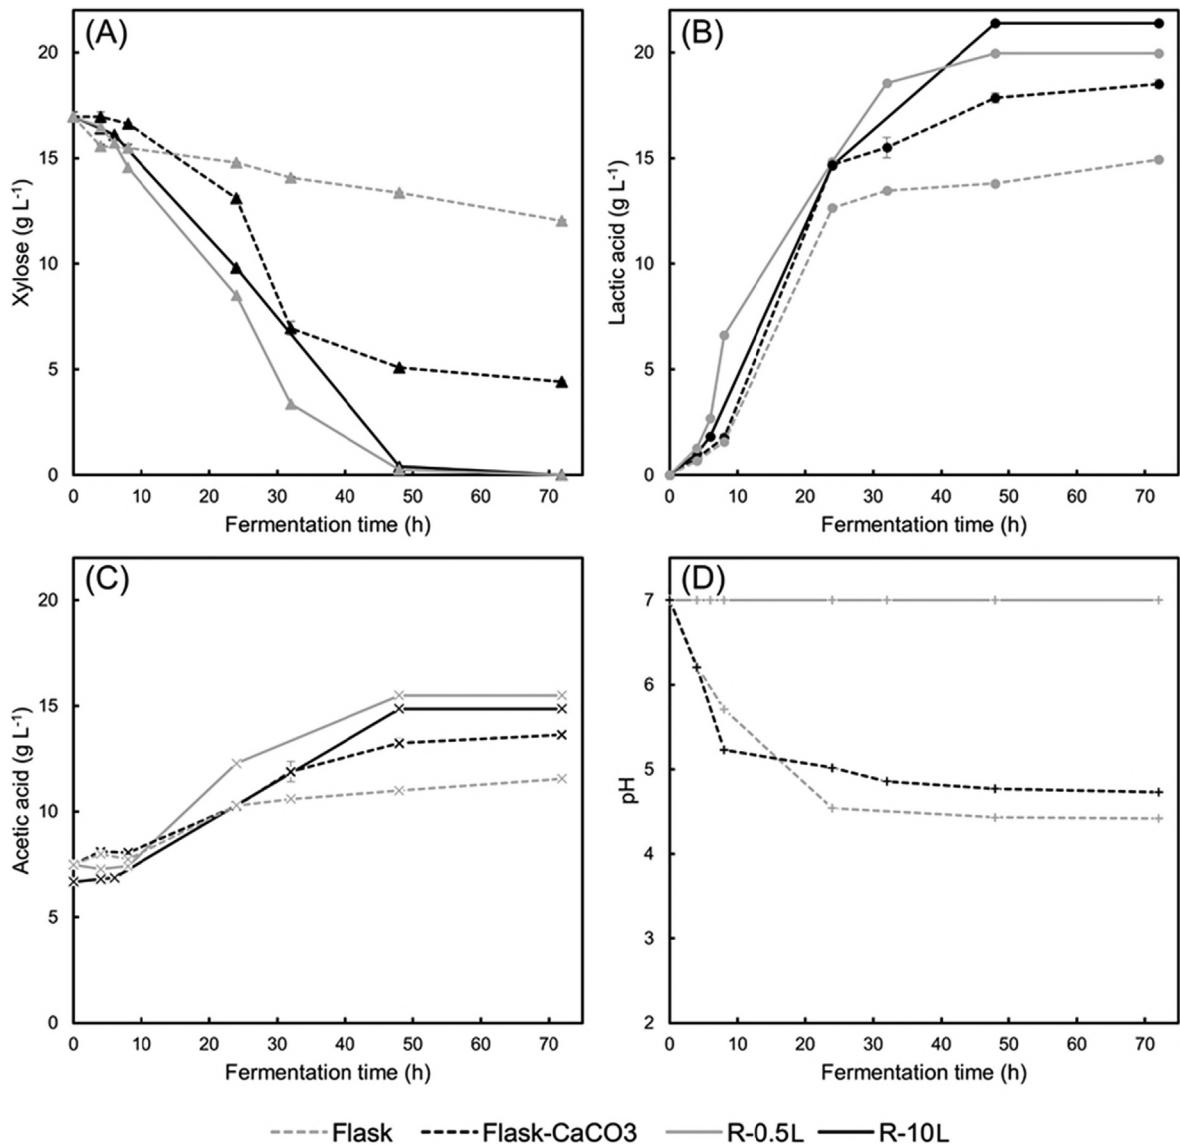 (A)
Xylose (g L-1)
20
15
10
5
0
0 10 20 30 40 50 60 70
Fermentation time (h)
(B)
Lactic acid (g L-1)
20
15
10
5
0
0 10 20 30 40 50 60 70
Fermentation time (h)
(C)
Acetic acid (g L-1)
20
15
10
5
0
0 10 20 30 40 50 60 70
Fermentation time (h)
(D)
pH
7
6
5
4
3
2
0 10 20 30 40 50 60 70
Fermentation time (h)
Flask Flask-CaCO3 R-0.5L R-10L